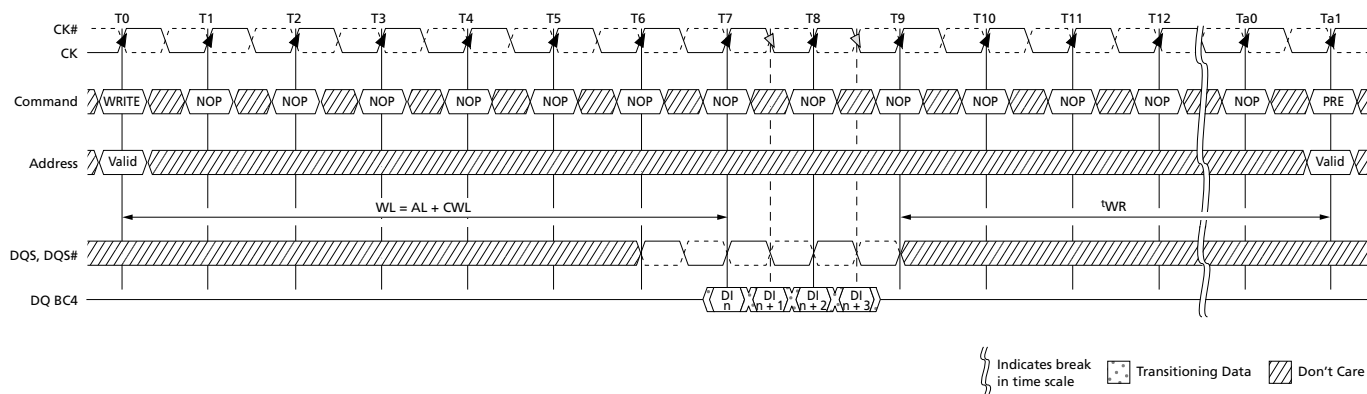 T0 T1 T2 T3 T4 T5 T6 T7 T8 T9 T10 T11 T12 Ta0 Ta1
CK#
CK
Command WRITE NOP NOP NOP NOP NOP NOP NOP NOP NOP NOP NOP NOP NOP PRE
Address Valid Valid
WL = AL + CWL tWR
DQS, DQS#
DQ BC4 DI n DI n + 1 DI n + 2 DI n + 3
Indicates break in time scale
Transitioning Data
Don't Care